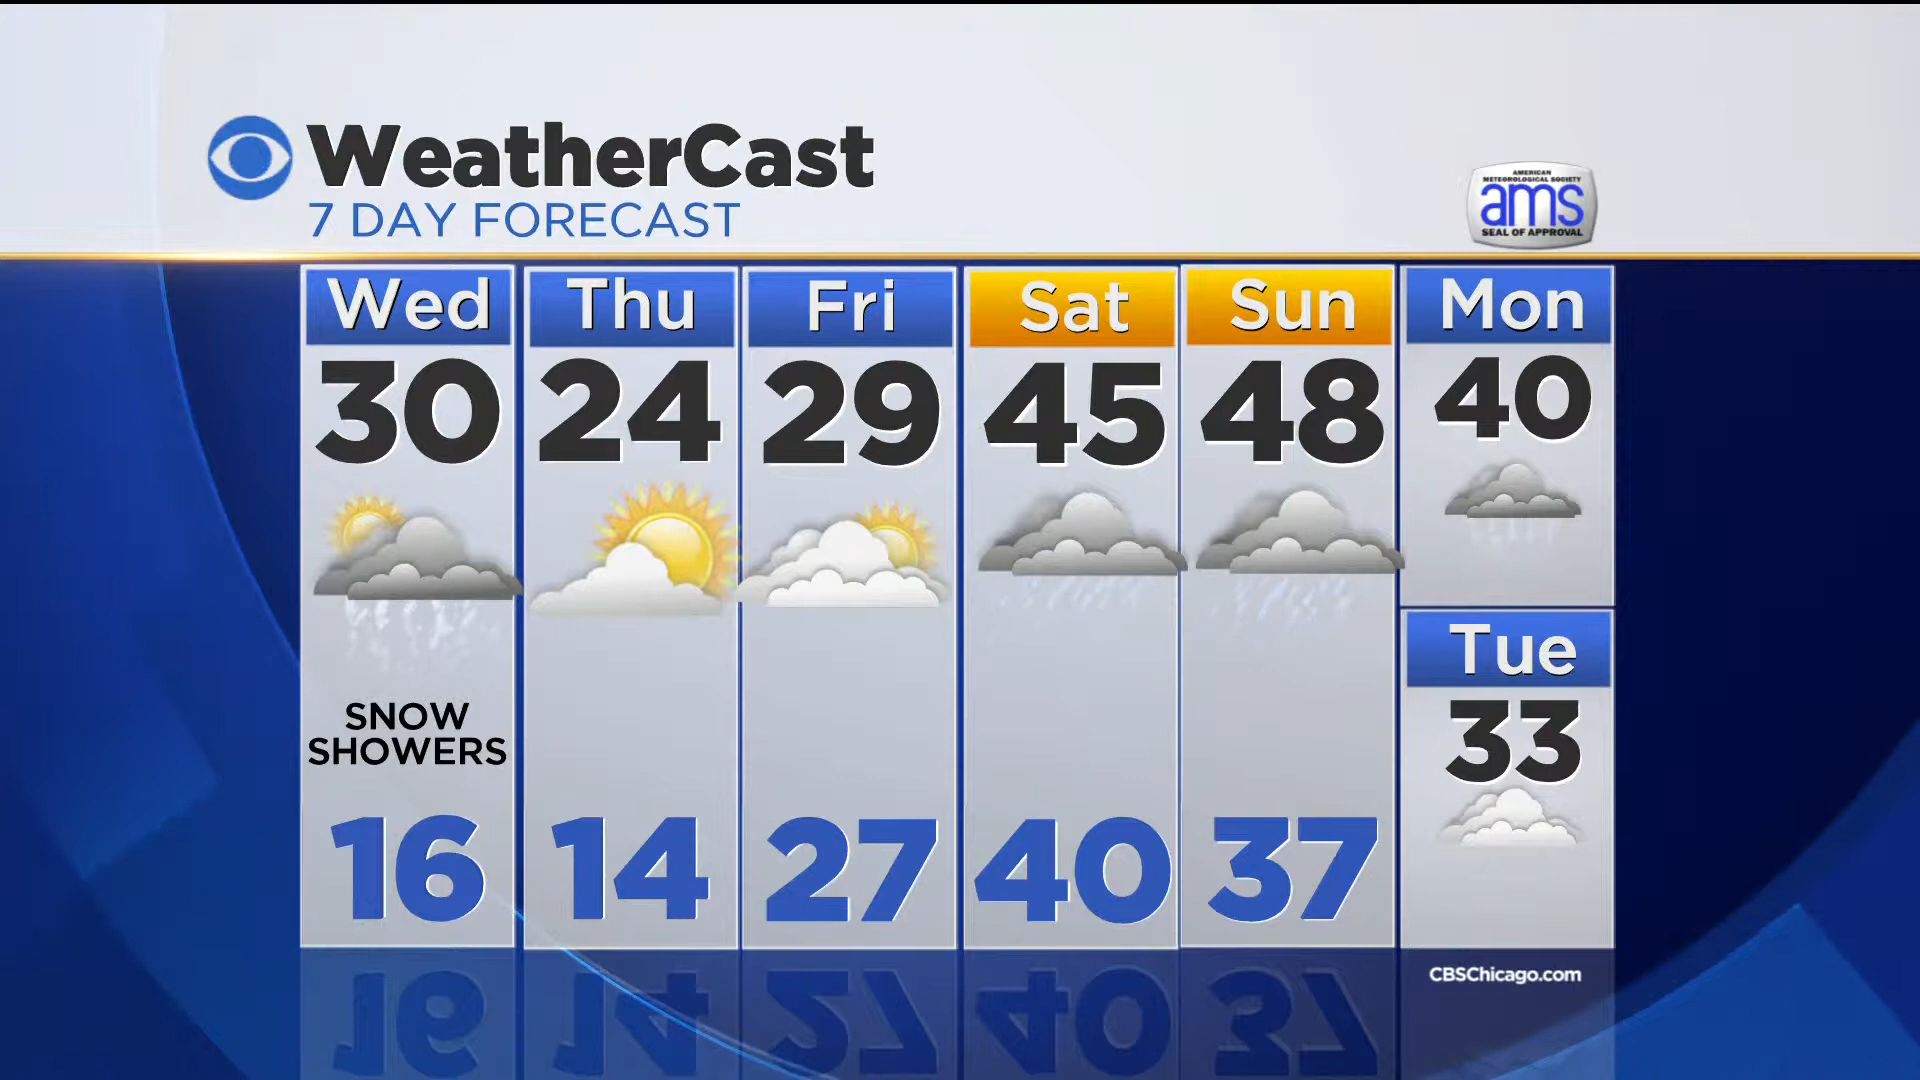 WeatherCast
7 DAY FORECAST
AMERICAN
METEOROLOGICAL SOCIETY
ams
SEAL OF APPROVAL
Wed
30
SNOW
SHOWERS
16
Thu
24
14
Fri
29
27
Sat
45
40
Sun
48
37
Mon
40
Tue
33
CBSChicago.com